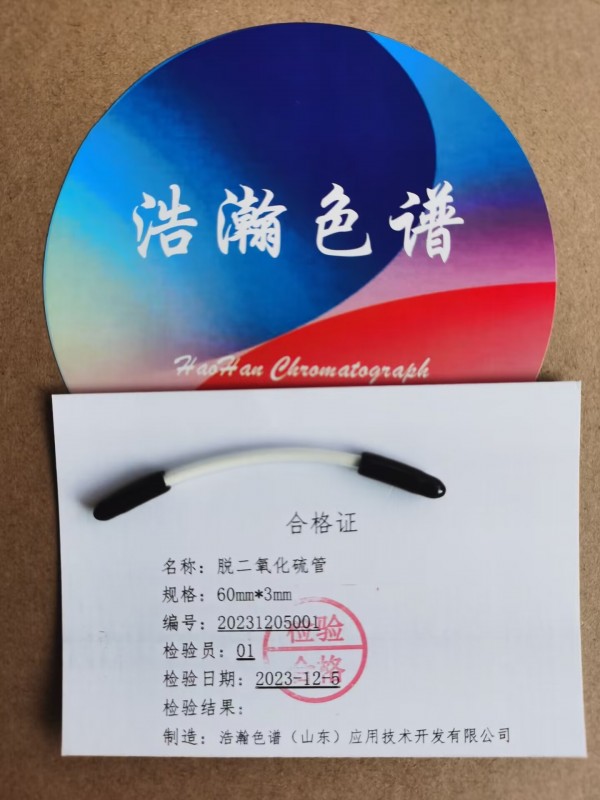 浩瀚色谱
HaoHan Chromatograph
合格证
名称：脱二氧化硫管
规格：60mm*3mm
编号：20231205001
检验员：01
检验日期：2023-12-5
检验结果：
检验
合格
制造：浩瀚色谱（山东）应用技术开发有限公司